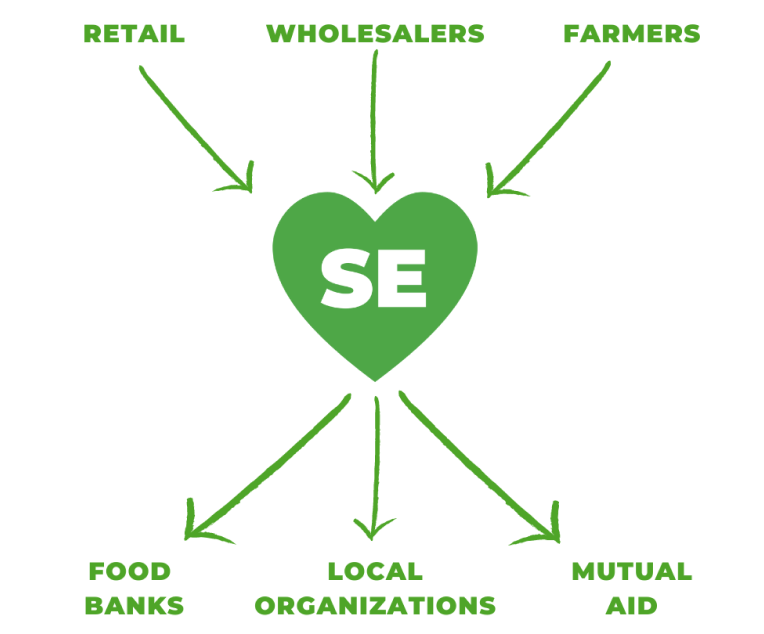 RETAIL
WHOLESALERS
FARMERS
SE
FOOD
BANKS
LOCAL
ORGANIZATIONS
MUTUAL
AID